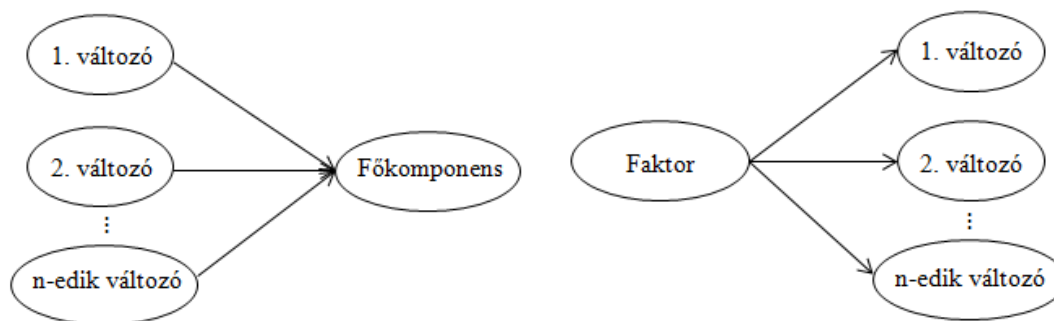 1. változó
2. változó
⋮
n-edik változó
Főkomponens
Faktor
1. változó
2. változó
⋮
n-edik változó